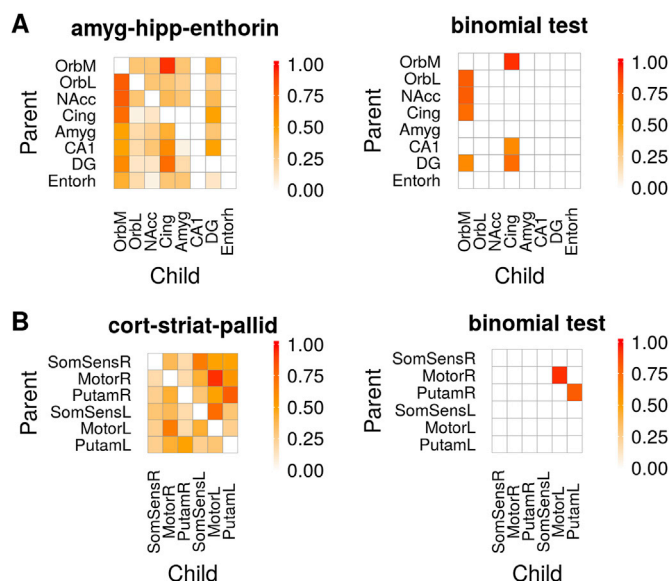 A
amyg-hipp-enthorin
binomial test
Parent
OrbM
OrbL
NAcc
Cing
Amyg
CA1
DG
Entorh
1.00
0.75
0.50
0.25
0.00
OrbM
OrbL
NAcc
Cing
Amyg
CA1
DG
Entorh
Child
Parent
OrbM
OrbL
NAcc
Cing
Amyg
CA1
DG
Entorh
1.00
0.75
0.50
0.25
0.00
OrbM
OrbL
NAcc
Cing
Amyg
CA1
DG
Entorh
Child
B
cort-striat-pallid
binomial test
Parent
SomSensR
MotorR
PutamR
SomSensL
MotorL
PutamL
1.00
0.75
0.50
0.25
0.00
SomSensR
MotorR
PutamR
SomSensL
MotorL
PutamL
Child
Parent
SomSensR
MotorR
PutamR
SomSensL
MotorL
PutamL
1.00
0.75
0.50
0.25
0.00
SomSensR
MotorR
PutamR
SomSensL
MotorL
PutamL
Child